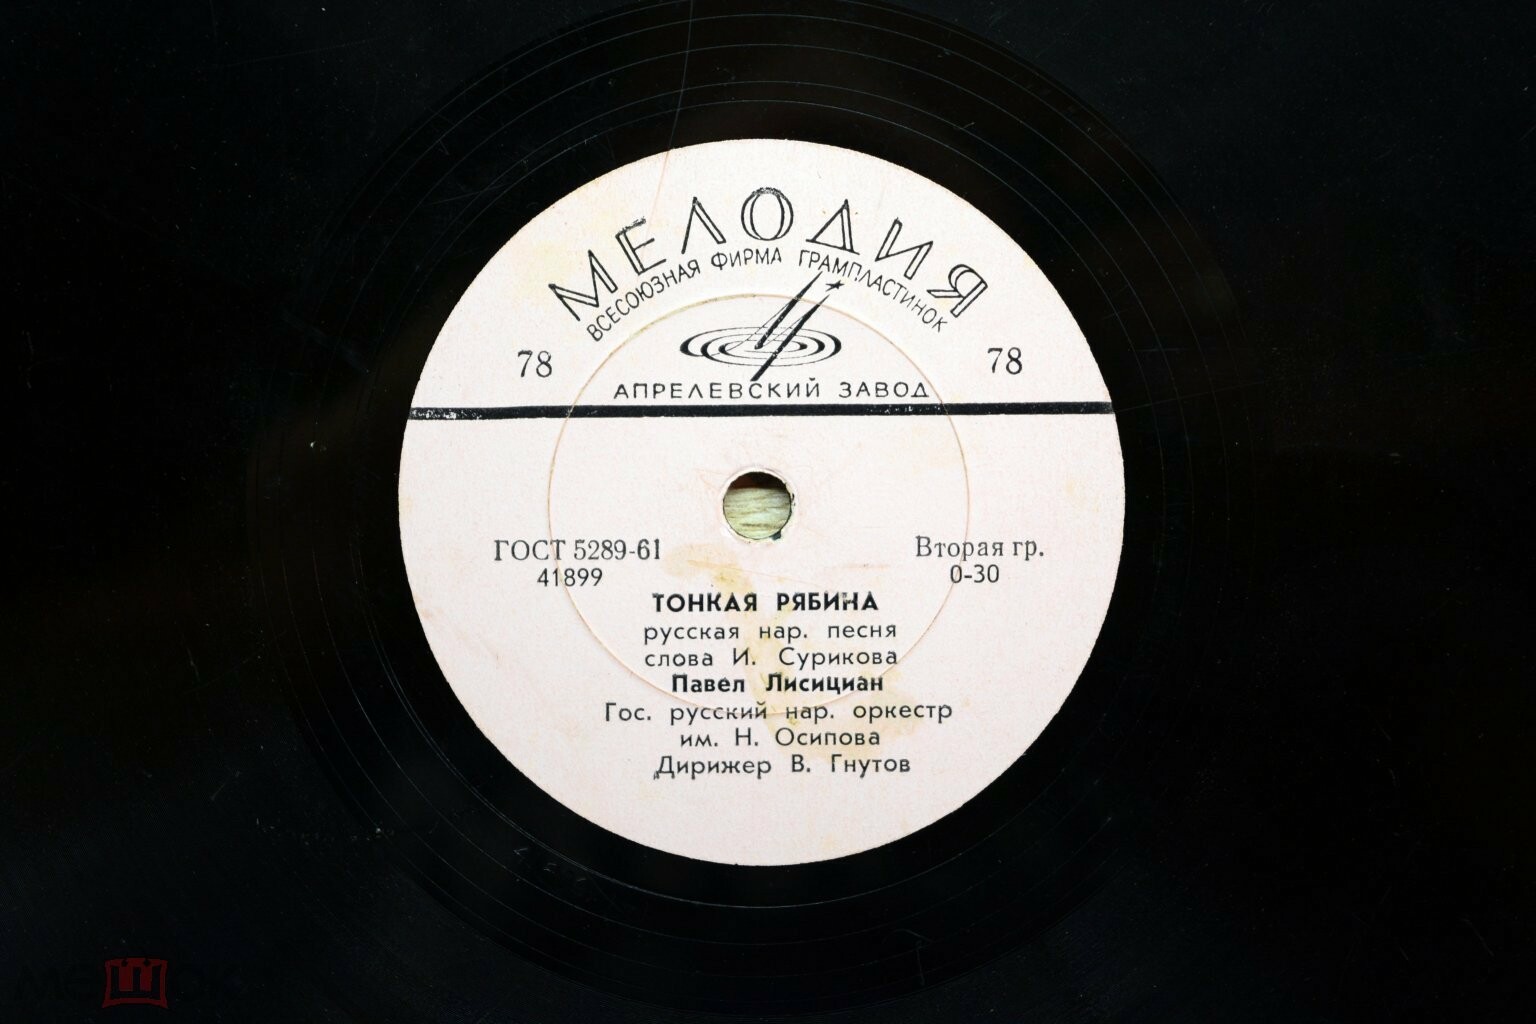 МЕЛОДИЯ
ВСЕСОЮЗНАЯ ФИРМА ГРАМПЛАСТИНОК
78 78
АПРЕЛЕВСКИЙ ЗАВОД
ГОСТ 5289-61 Вторая гр.
41899 0-30
ТОНКАЯ РЯБИНА
русская нар. песня
слова И. Сурикова
Павел Лисициан
Гос. русский нар. оркестр
им. Н. Осипова
Дирижер В. Гнутов
мешок